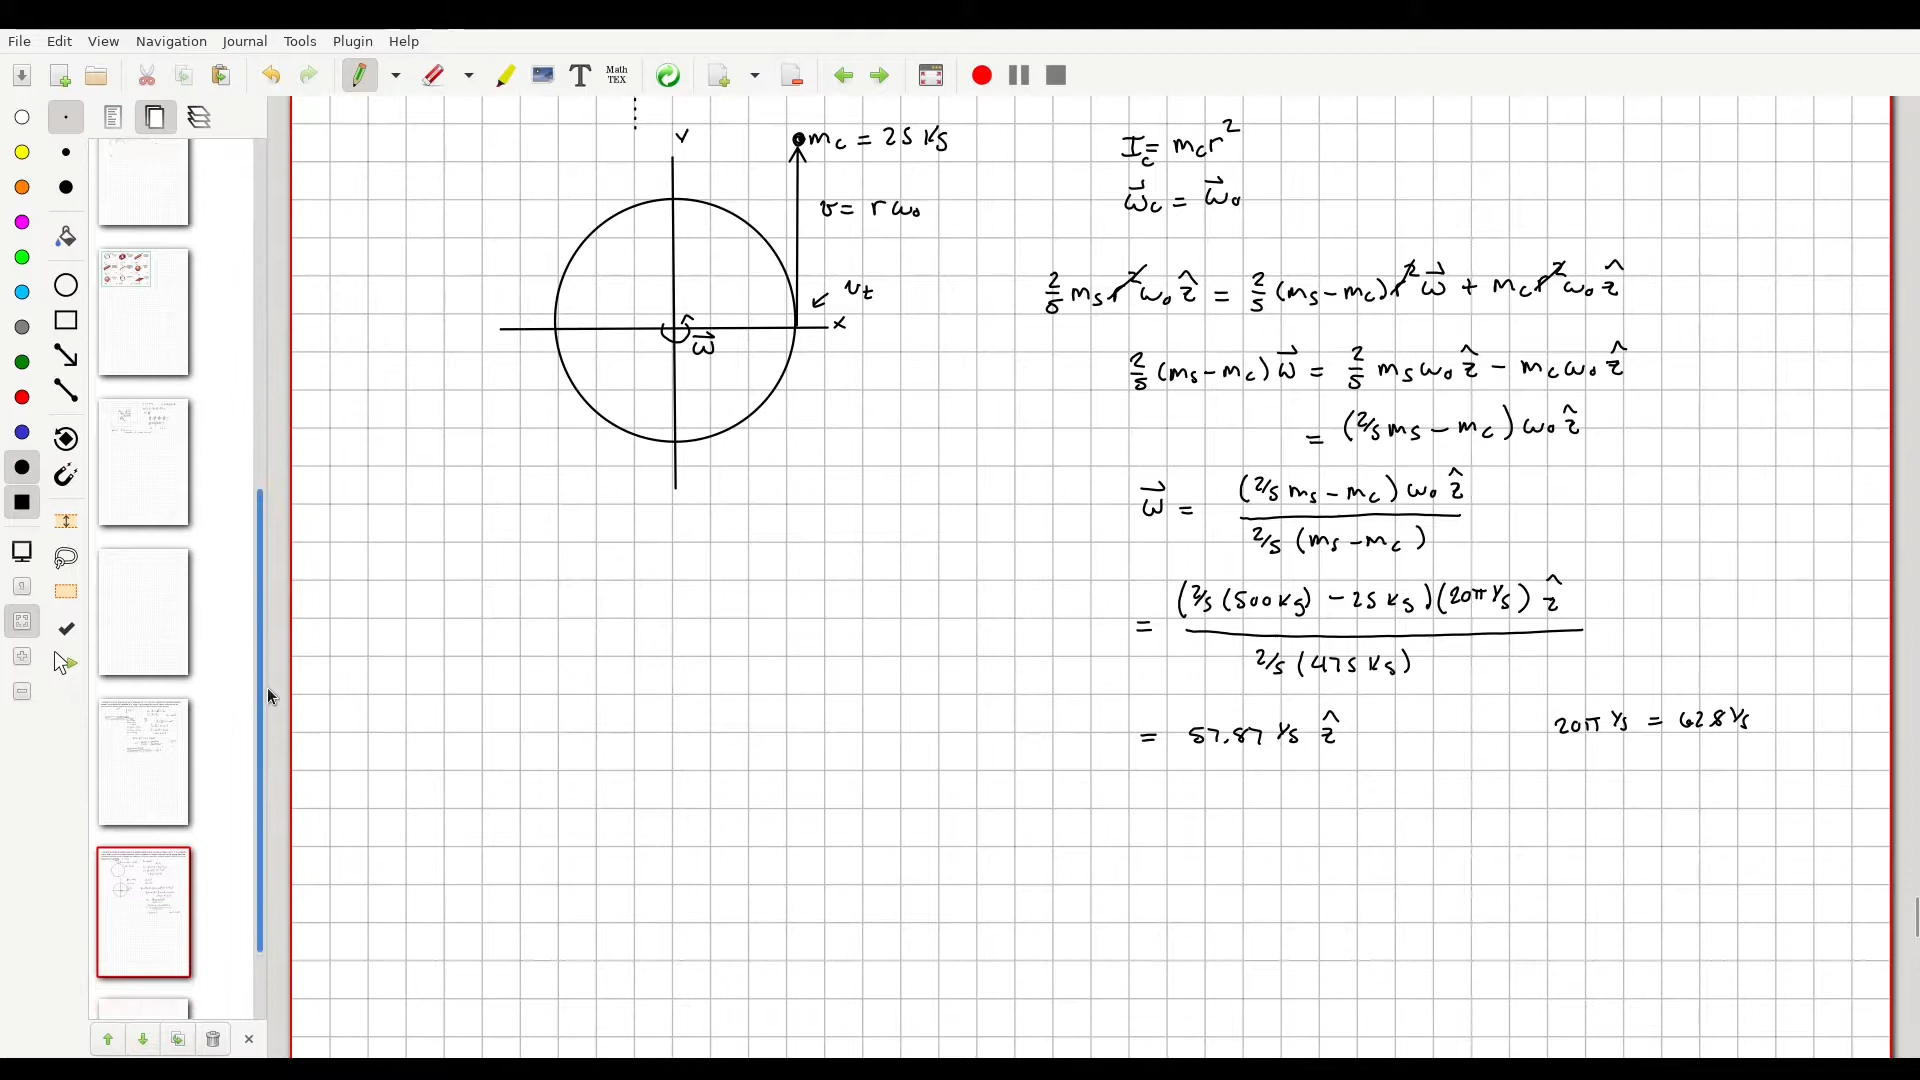 File Edit View Navigation Journal Tools Plugin Help
Math TEX
y
m_c = 25 kg
v = r ω₀
v_t
x
ω⃗
I_c = m_c r²
ω⃗_c = ω⃗₀
2/5 m_s r² ω₀ ẑ = 2/5 (m_s - m_c) r² ω⃗ + m_c r² ω₀ ẑ
2/5 (m_s - m_c) ω⃗ = 2/5 m_s ω₀ ẑ - m_c ω₀ ẑ
= (2/5 m_s - m_c) ω₀ ẑ
ω⃗ = (2/5 m_s - m_c) ω₀ ẑ
2/5 (m_s - m_c)
= (2/5 (500 kg) - 25 kg)(20π 1/s) ẑ
2/5 (475 kg)
= 57.87 1/s ẑ
20π 1/s = 62.8 1/s